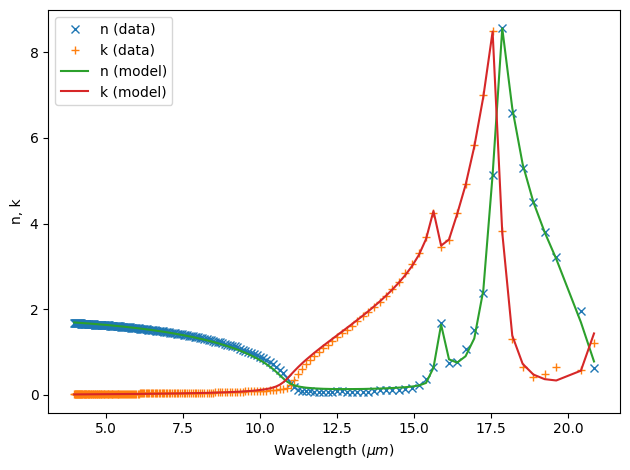 n (data)
k (data)
n (model)
k (model)
8
6
4
2
0
n, k
5.0 7.5 10.0 12.5 15.0 17.5 20.0
Wavelength (μm)